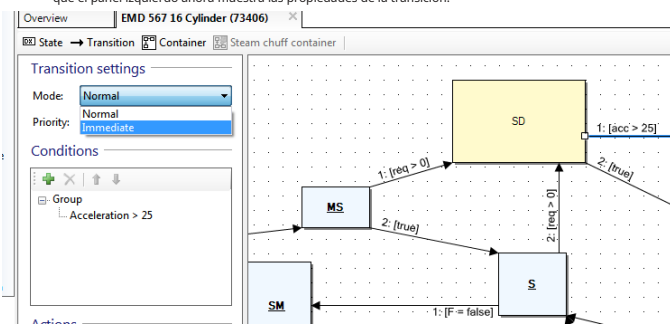 que el panel izquierdo ahora muestra las propiedades de la transición.
Overview
EMD 567 16 Cylinder (73406)
State
Transition
Container
Steam chuff container
Transition settings
Mode: Normal
Normal
Immediate
Priority:
Conditions
Group
Acceleration > 25
Actions
SD
1: [acc > 25]
1: [req > 0]
2: [true]
MS
2: [true]
2: [req > 0]
S
SM
1: [F = false]